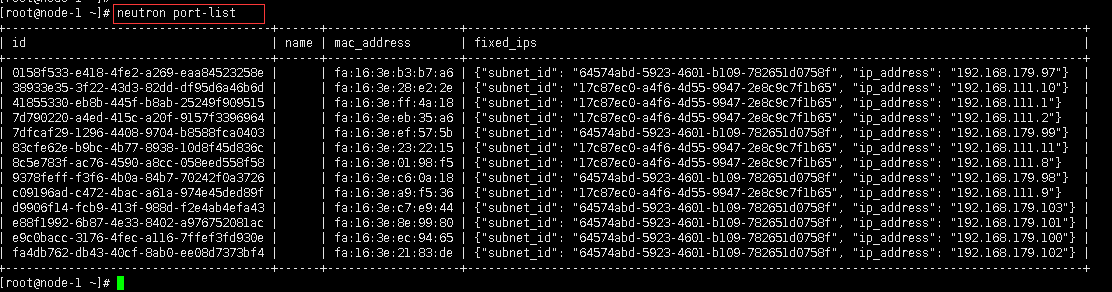 [root@node-1 ~]#
[root@node-1 ~]# neutron port-list
+--------------------------------------+------+-------------------+----------------------------------------------------------------------------------------+
| id | name | mac_address | fixed_ips |
+--------------------------------------+------+-------------------+----------------------------------------------------------------------------------------+
| 0158f533-e418-4fe2-a269-eaa84523258e | | fa:16:3e:b3:b7:a6 | {"subnet_id": "64574abd-5923-4601-b109-782651d0758f", "ip_address": "192.168.179.97"} |
| 38933e35-3f22-43d3-82dd-df95d6a46b6d | | fa:16:3e:28:e2:2e | {"subnet_id": "17c87ec0-a4f6-4d55-9947-2e8c9c7f1b65", "ip_address": "192.168.111.10"} |
| 41855330-eb8b-445f-b8ab-25249f909515 | | fa:16:3e:ff:4a:18 | {"subnet_id": "17c87ec0-a4f6-4d55-9947-2e8c9c7f1b65", "ip_address": "192.168.111.1"} |
| 7d790220-a4ed-415c-a20f-9157f3396964 | | fa:16:3e:eb:35:a6 | {"subnet_id": "17c87ec0-a4f6-4d55-9947-2e8c9c7f1b65", "ip_address": "192.168.111.2"} |
| 7dfcaf29-1296-4408-9704-b8588fca0403 | | fa:16:3e:ef:57:5b | {"subnet_id": "64574abd-5923-4601-b109-782651d0758f", "ip_address": "192.168.179.99"} |
| 83cfe62e-b9bc-4b77-8938-10d8f45d836c | | fa:16:3e:23:22:15 | {"subnet_id": "17c87ec0-a4f6-4d55-9947-2e8c9c7f1b65", "ip_address": "192.168.111.11"} |
| 8c5e783f-ac76-4590-a8cc-058eed558f58 | | fa:16:3e:01:98:f5 | {"subnet_id": "17c87ec0-a4f6-4d55-9947-2e8c9c7f1b65", "ip_address": "192.168.111.8"} |
| 9378feff-f3f6-4b0a-84b7-70242f0a3726 | | fa:16:3e:c6:0a:18 | {"subnet_id": "64574abd-5923-4601-b109-782651d0758f", "ip_address": "192.168.179.98"} |
| c09196ad-c472-4bac-a61a-974e45ded89f | | fa:16:3e:a9:f5:36 | {"subnet_id": "17c87ec0-a4f6-4d55-9947-2e8c9c7f1b65", "ip_address": "192.168.111.9"} |
| d9906f14-fcb9-413f-988d-f2e4ab4efa43 | | fa:16:3e:c7:e9:44 | {"subnet_id": "64574abd-5923-4601-b109-782651d0758f", "ip_address": "192.168.179.103"} |
| e88f1992-6b87-4e33-8402-a976752081ac | | fa:16:3e:8e:99:80 | {"subnet_id": "64574abd-5923-4601-b109-782651d0758f", "ip_address": "192.168.179.101"} |
| e9c0bacc-3176-4fec-a116-7ffef3fd930e | | fa:16:3e:ec:94:65 | {"subnet_id": "64574abd-5923-4601-b109-782651d0758f", "ip_address": "192.168.179.100"} |
| fa4db762-db43-40cf-8ab0-ee08d7373bf4 | | fa:16:3e:21:83:de | {"subnet_id": "64574abd-5923-4601-b109-782651d0758f", "ip_address": "192.168.179.102"} |
+--------------------------------------+------+-------------------+----------------------------------------------------------------------------------------+
[root@node-1 ~]#